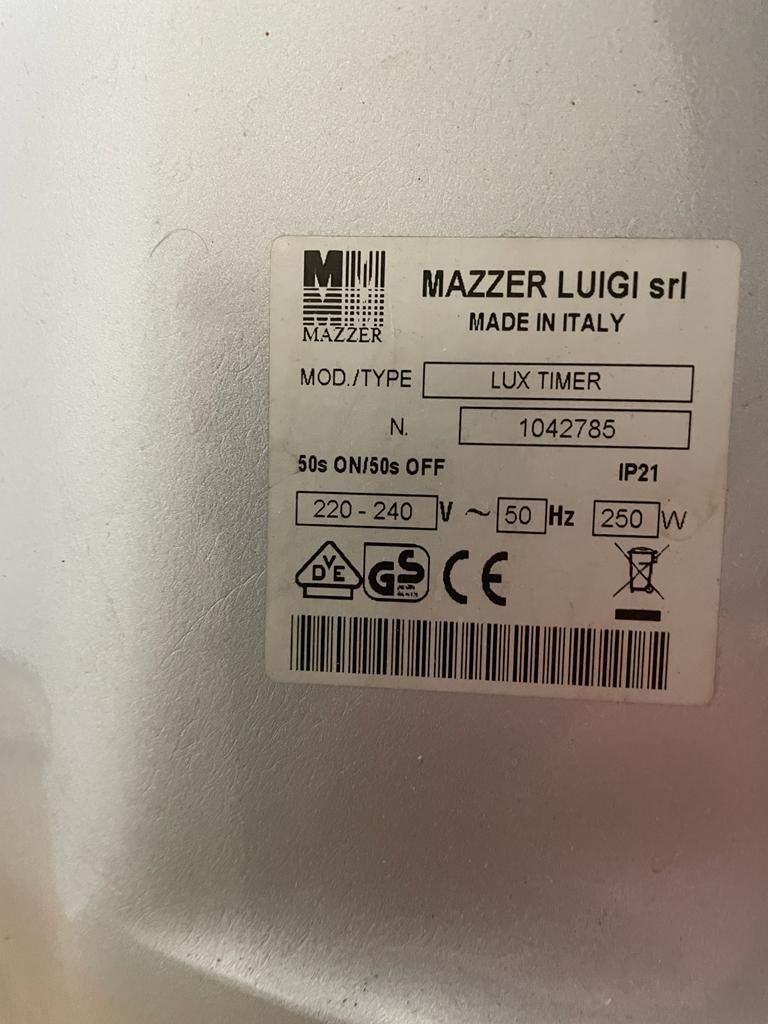 MAZZER
MAZZER LUIGI srl
MADE IN ITALY
MOD./TYPE LUX TIMER
N. 1042785
50s ON/50s OFF IP21
220 - 240 V ~ 50 Hz 250 W
DVE GS CE